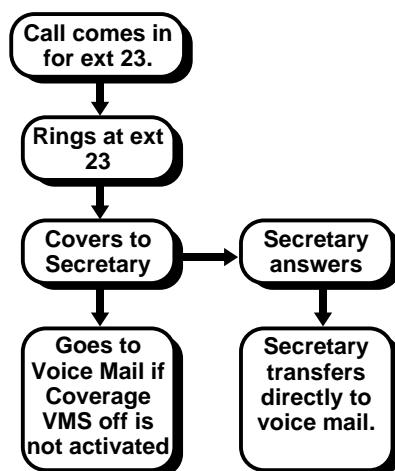 Call comes in
for ext 23.
Rings at ext
23
Covers to
Secretary
Secretary
answers
Goes to
Voice Mail if
Coverage
VMS off is
not activated
Secretary
transfers
directly to
voice mail.